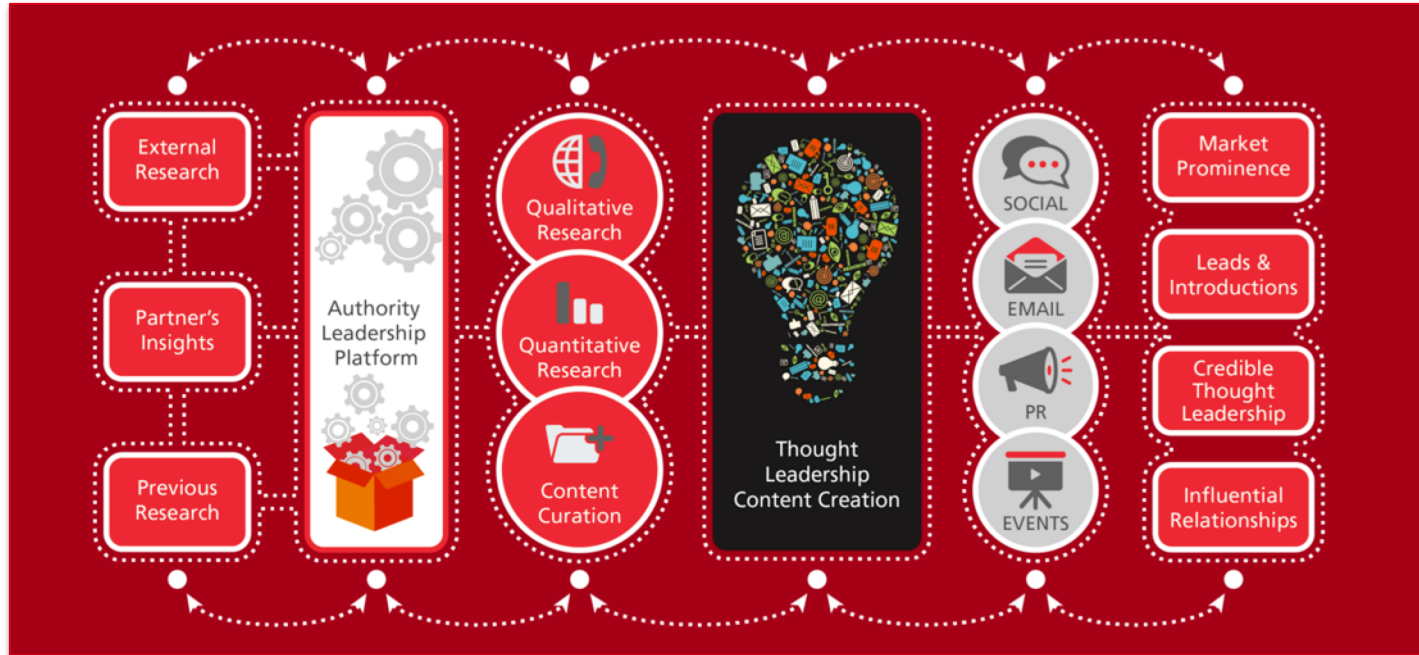 External
Research
Partner's
Insights
Previous
Research
Authority
Leadership
Platform
Qualitative
Research
Quantitative
Research
Content
Curation
Thought
Leadership
Content Creation
SOCIAL
EMAIL
PR
EVENTS
Market
Prominence
Leads &
Introductions
Credible
Thought
Leadership
Influential
Relationships